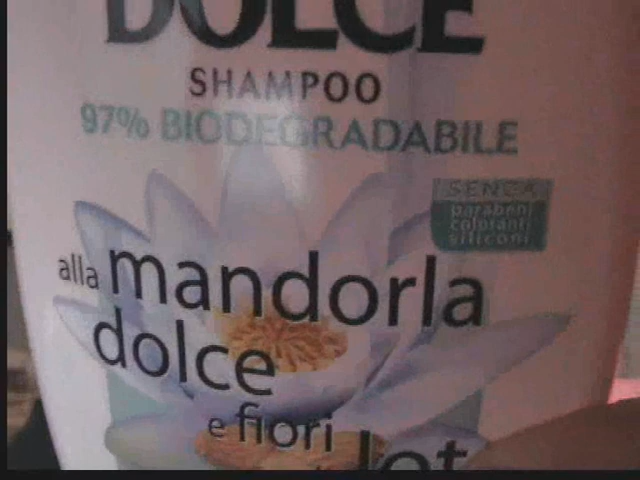 DOLCE
SHAMPOO
97% BIODEGRADABILE
SENZA
parabeni
coloranti
siliconi
alla mandorla
dolce
e fiori